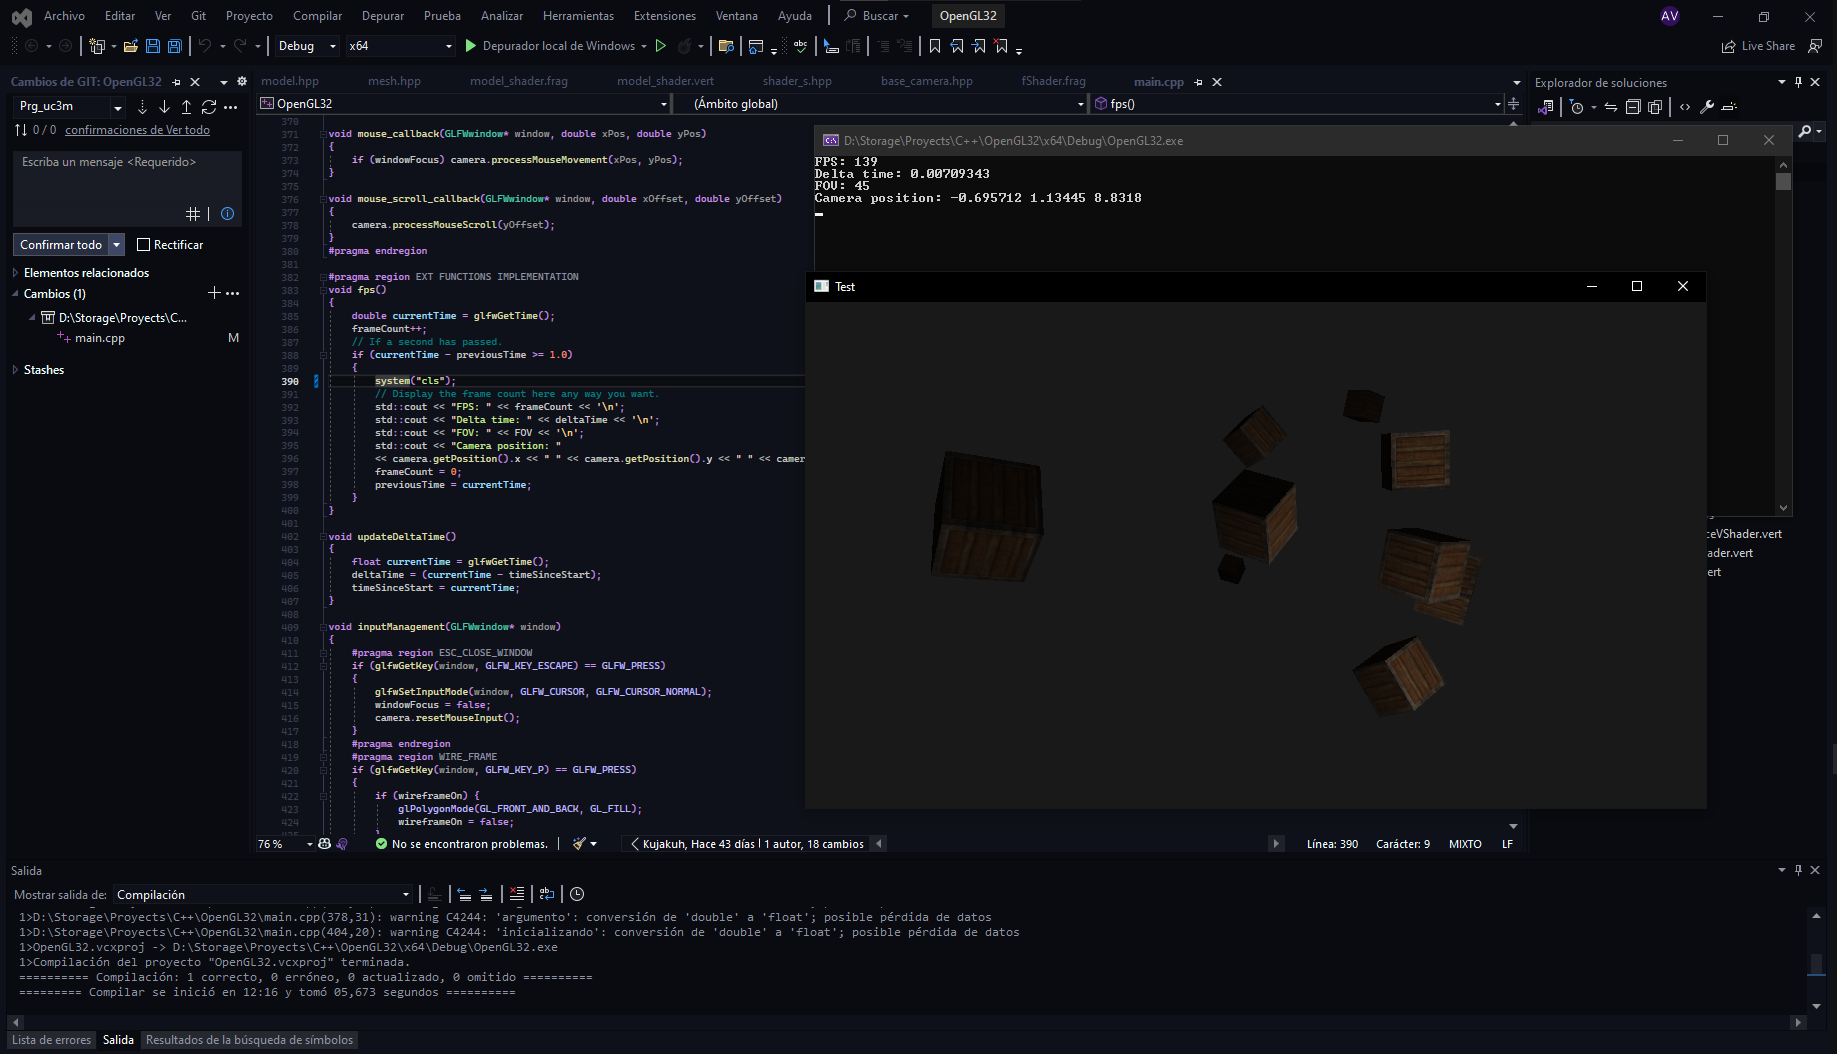 Archivo Editar Ver Git Proyecto Compilar Depurar Prueba Analizar Herramientas Extensiones Ventana Ayuda Buscar OpenGL32 AV
Debug x64 Depurador local de Windows Live Share
Cambios de GIT: OpenGL32
Prg_uc3m
0 / 0 confirmaciones de Ver todo
Escriba un mensaje <Requerido>
Confirmar todo Rectificar
Elementos relacionados
Cambios (1)
D:\Storage\Proyects\C...
main.cpp M
Stashes
model.hpp mesh.hpp model_shader.frag model_shader.vert shader_s.hpp base_camera.hpp fShader.frag main.cpp
OpenGL32 (Ámbito global) fps()
370
371 void mouse_callback(GLFWwindow* window, double xPos, double yPos)
372 {
373 if (windowFocus) camera.processMouseMovement(xPos, yPos);
374 }
375
376 void mouse_scroll_callback(GLFWwindow* window, double xOffset, double yOffset)
377 {
378 camera.processMouseScroll(yOffset);
379 }
380 #pragma endregion
381
382 #pragma region EXT FUNCTIONS IMPLEMENTATION
383 void fps()
384 {
385 double currentTime = glfwGetTime();
386 frameCount++;
387 // If a second has passed.
388 if (currentTime - previousTime >= 1.0)
389 {
390 system("cls");
391 // Display the frame count here any way you want.
392 std::cout << "FPS: " << frameCount << '\n';
393 std::cout << "Delta time: " << deltaTime << '\n';
394 std::cout << "FOV: " << FOV << '\n';
395 std::cout << "Camera position: "
396 << camera.getPosition().x << " " << camera.getPosition().y << " " << camer
397 frameCount = 0;
398 previousTime = currentTime;
399 }
400 }
401
402 void updateDeltaTime()
403 {
404 float currentTime = glfwGetTime();
405 deltaTime = (currentTime - timeSinceStart);
406 timeSinceStart = currentTime;
407 }
408
409 void inputManagement(GLFWwindow* window)
410 {
411 #pragma region ESC_CLOSE_WINDOW
412 if (glfwGetKey(window, GLFW_KEY_ESCAPE) == GLFW_PRESS)
413 {
414 glfwSetInputMode(window, GLFW_CURSOR, GLFW_CURSOR_NORMAL);
415 windowFocus = false;
416 camera.resetMouseInput();
417 }
418 #pragma endregion
419 #pragma region WIRE_FRAME
420 if (glfwGetKey(window, GLFW_KEY_P) == GLFW_PRESS)
421 {
422 if (wireframeOn) {
423 glPolygonMode(GL_FRONT_AND_BACK, GL_FILL);
424 wireframeOn = false;
76 % No se encontraron problemas. Kujakuh, Hace 43 días | 1 autor, 18 cambios Línea: 390 Carácter: 9 MIXTO LF
D:\Storage\Proyects\C++\OpenGL32\x64\Debug\OpenGL32.exe
FPS: 139
Delta time: 0.00709343
FOV: 45
Camera position: -0.695712 1.13445 8.8318
Test
Explorador de soluciones
ceVShader.vert
ader.vert
ert
Salida
Mostrar salida de: Compilación
1>D:\Storage\Proyects\C++\OpenGL32\main.cpp(378,31): warning C4244: 'argumento': conversión de 'double' a 'float'; posible pérdida de datos
1>D:\Storage\Proyects\C++\OpenGL32\main.cpp(404,20): warning C4244: 'inicializando': conversión de 'double' a 'float'; posible pérdida de datos
1>OpenGL32.vcxproj -> D:\Storage\Proyects\C++\OpenGL32\x64\Debug\OpenGL32.exe
1>Compilación del proyecto "OpenGL32.vcxproj" terminada.
========== Compilación: 1 correcto, 0 erróneo, 0 actualizado, 0 omitido ==========
========= Compilar se inició en 12:16 y tomó 05,673 segundos ==========
Lista de errores Salida Resultados de la búsqueda de símbolos